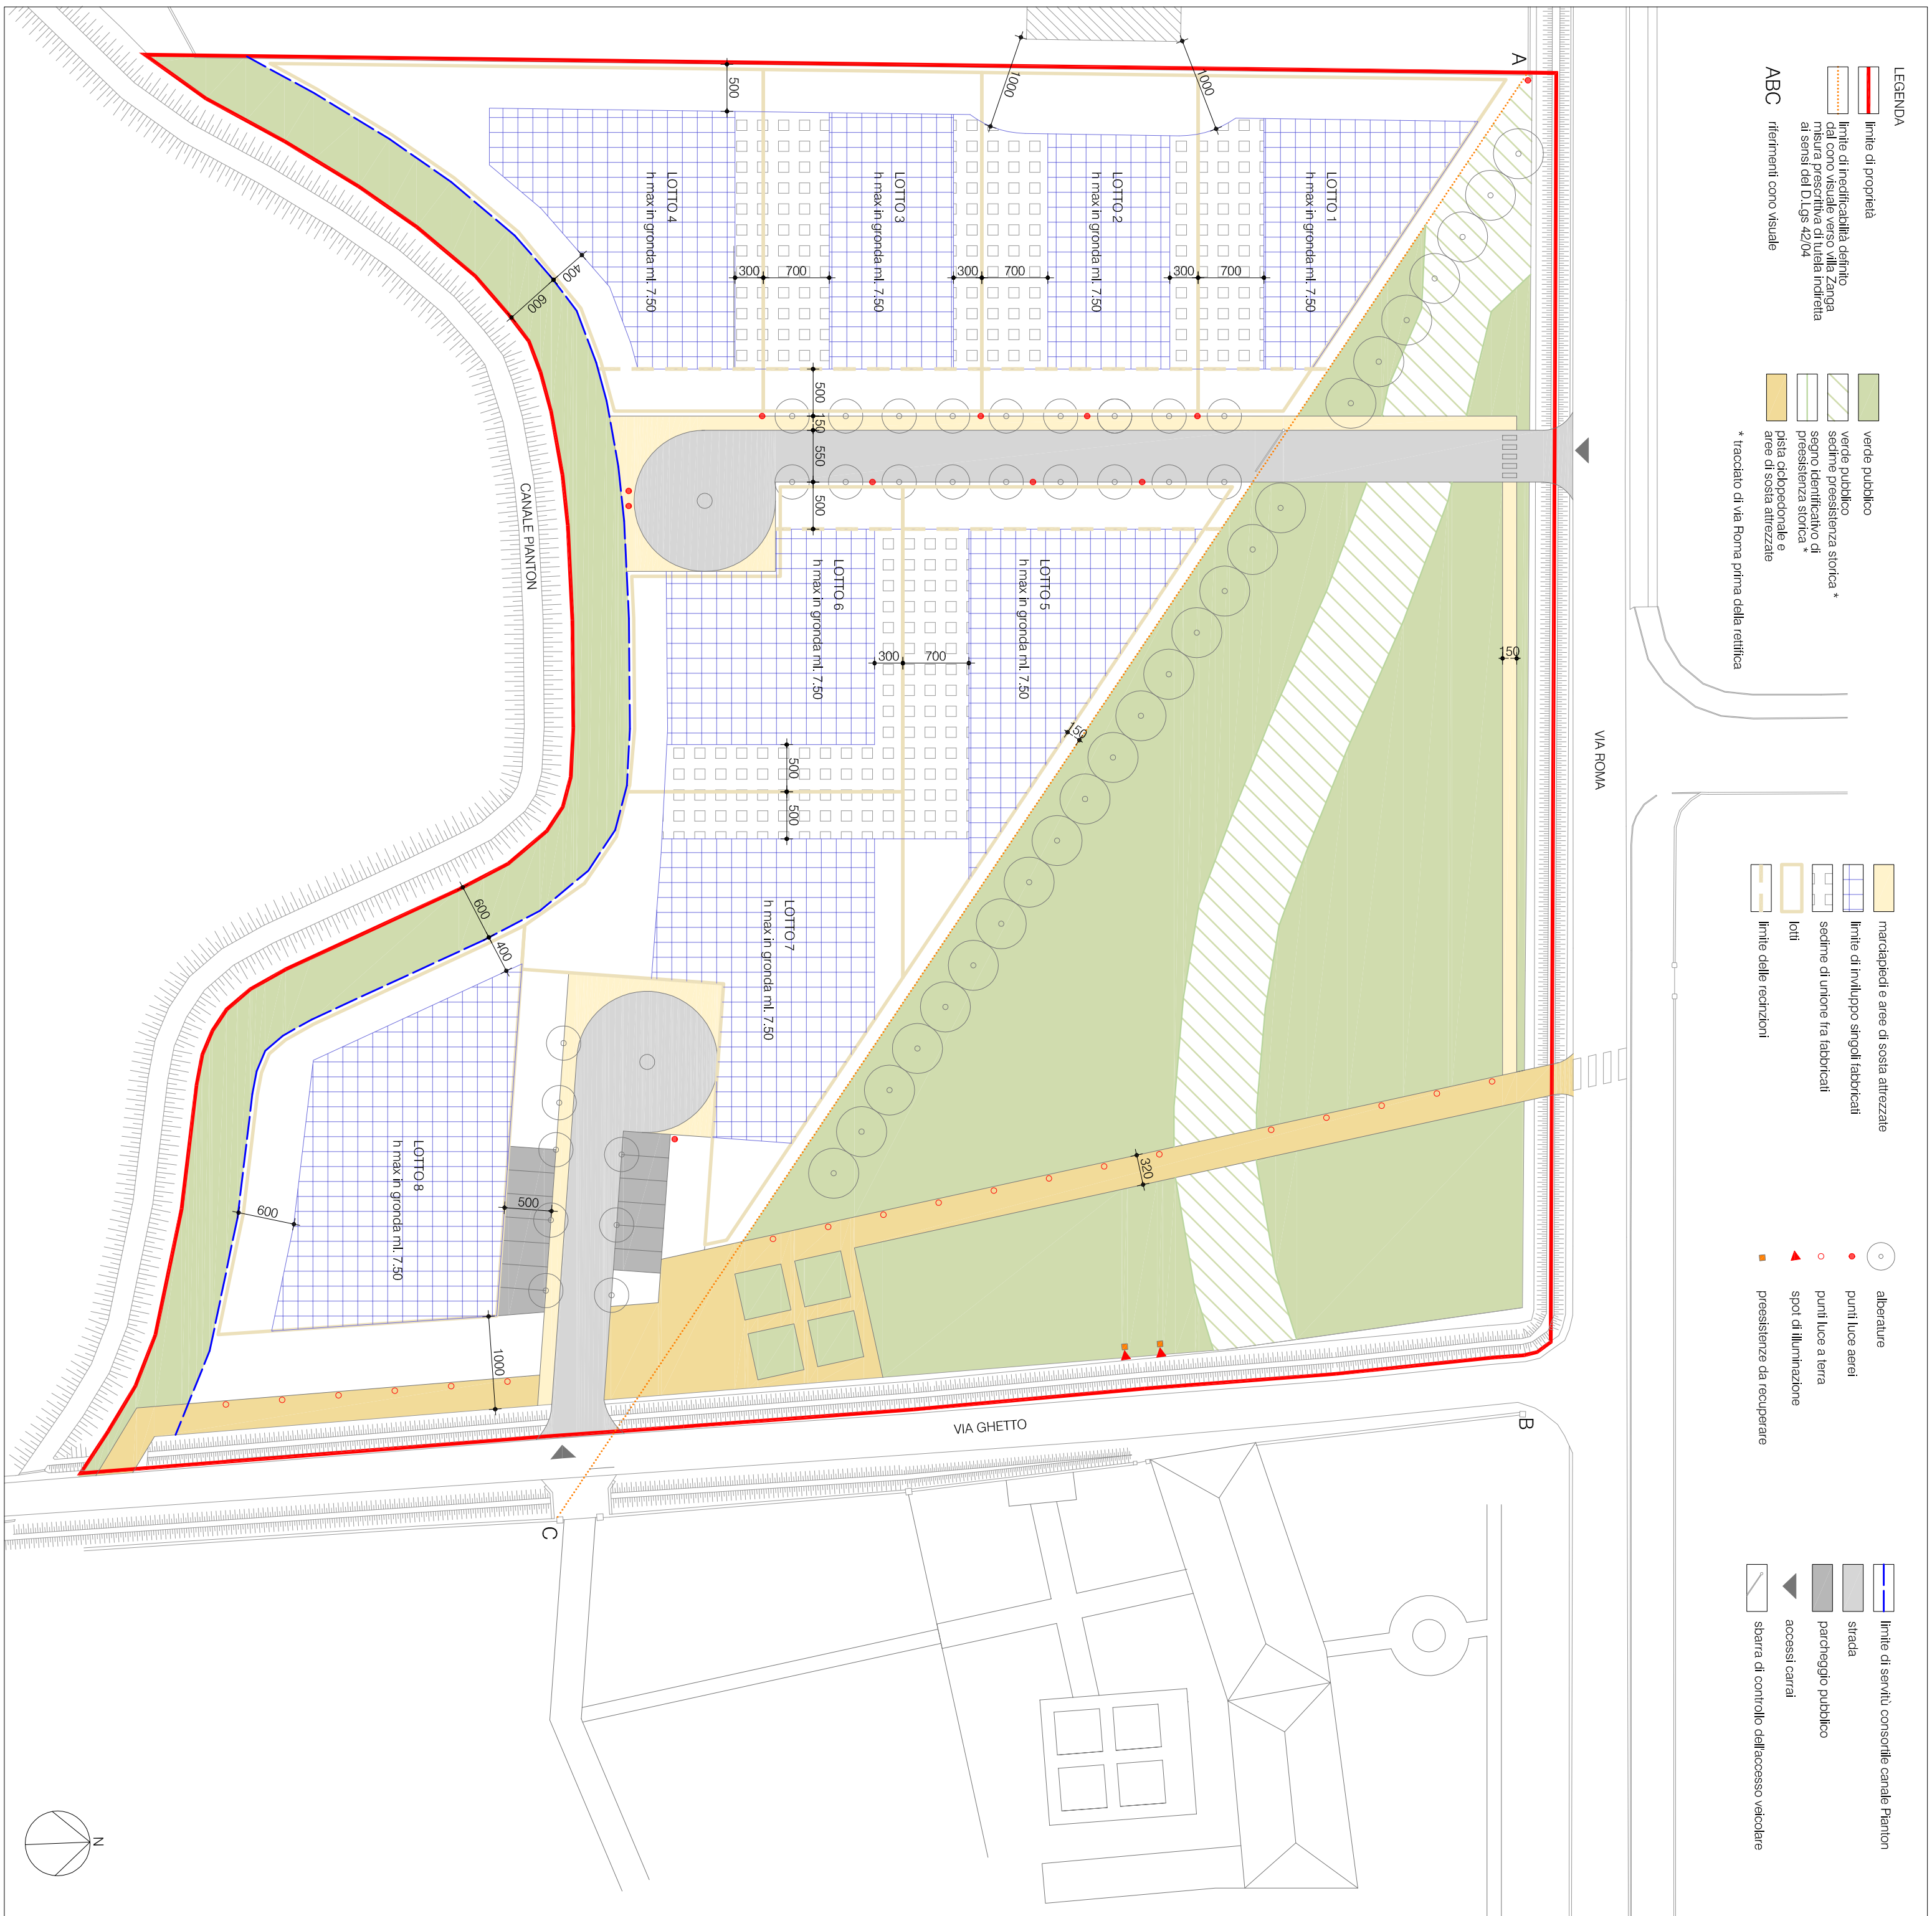 LEGENDA
limite di proprietà
limite di inedificabilità definito
dal cono visuale verso villa Zanga
misura prescrittiva di tutela indiretta
ai sensi del D.Lgs 42/04
ABC
riferimenti cono visuale
verde pubblico
verde pubblico
sedime preesistenza storica *
segno identificativo di
preesistenza storica *
pista ciclopedonale e
aree di sosta attrezzate
* tracciato di via Roma prima della rettifica
marciapiedi e aree di sosta attrezzate
limite di inviluppo singoli fabbricati
sedime di unione fra fabbricati
lotti
limite delle recinzioni
alberature
punti luce aerei
punti luce a terra
spot di illuminazione
preesistenze da recuperare
limite di servitù consortile canale Pianton
strada
parcheggio pubblico
accessi carrai
sbarra di controllo dell'accesso veicolare
VIA ROMA
A
B
C
1000
1000
500
LOTTO 1
h max in gronda ml. 7.50
LOTTO 2
h max in gronda ml. 7.50
LOTTO 3
h max in gronda ml. 7.50
LOTTO 4
h max in gronda ml. 7.50
300
700
300
700
300
700
400
600
500
150
550
500
CANALE PIANTON
LOTTO 5
h max in gronda ml. 7.50
LOTTO 6
h max in gronda ml. 7.50
300
700
150
150
500
500
LOTTO 7
h max in gronda ml. 7.50
600
400
LOTTO 8
h max in gronda ml. 7.50
600
500
320
1000
VIA GHETTO
N